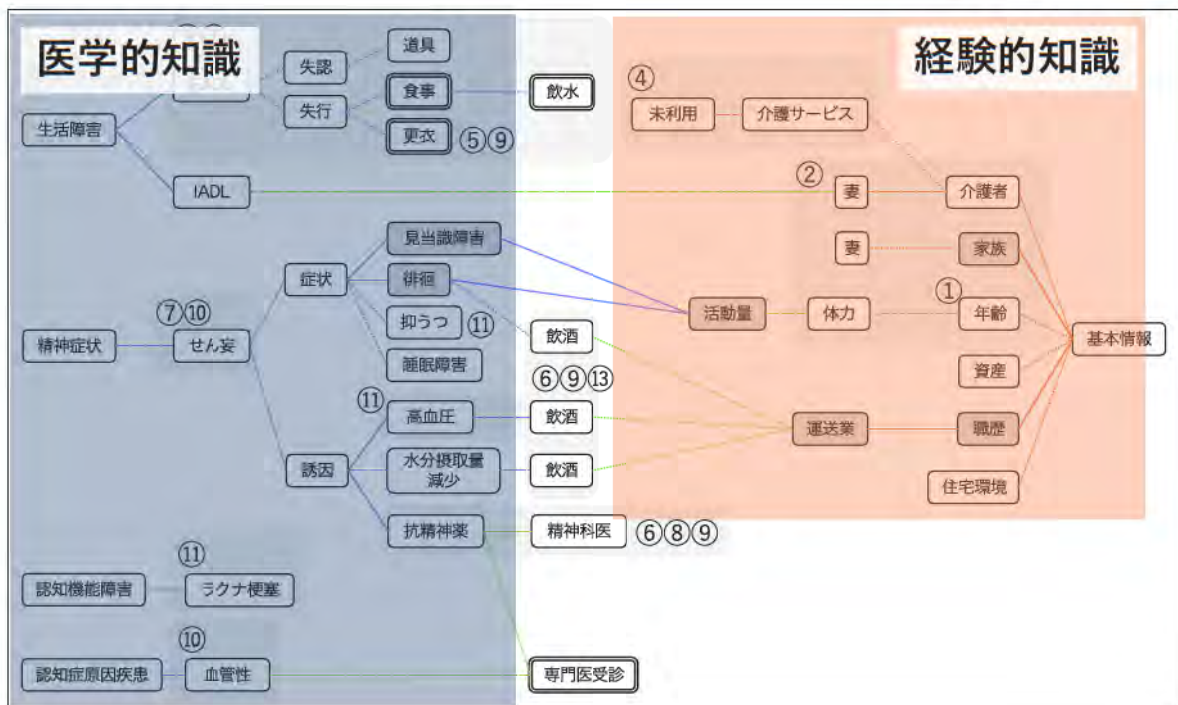 医学的知識
経験的知識
生活障害
失認
道具
失行
食事
飲水
更衣
⑤⑨
IADL
④
未利用
介護サービス
②
妻
介護者
妻
家族
見当識障害
症状
徘徊
活動量
体力
①
年齢
基本情報
⑦⑩
精神症状
せん妄
抑うつ
⑪
飲酒
睡眠障害
資産
⑥⑨⑬
⑪
高血圧
飲酒
運送業
職歴
誘因
水分摂取量
減少
飲酒
住宅環境
抗精神薬
精神科医
⑥⑧⑨
⑪
認知機能障害
ラクナ梗塞
⑩
認知症原因疾患
血管性
専門医受診